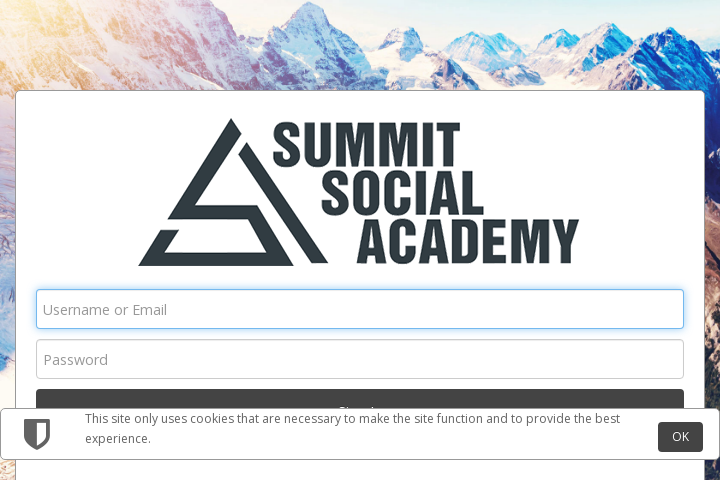 SUMMIT
SOCIAL
ACADEMY
Username or Email
Password
This site only uses cookies that are necessary to make the site function and to provide the best
experience.
OK